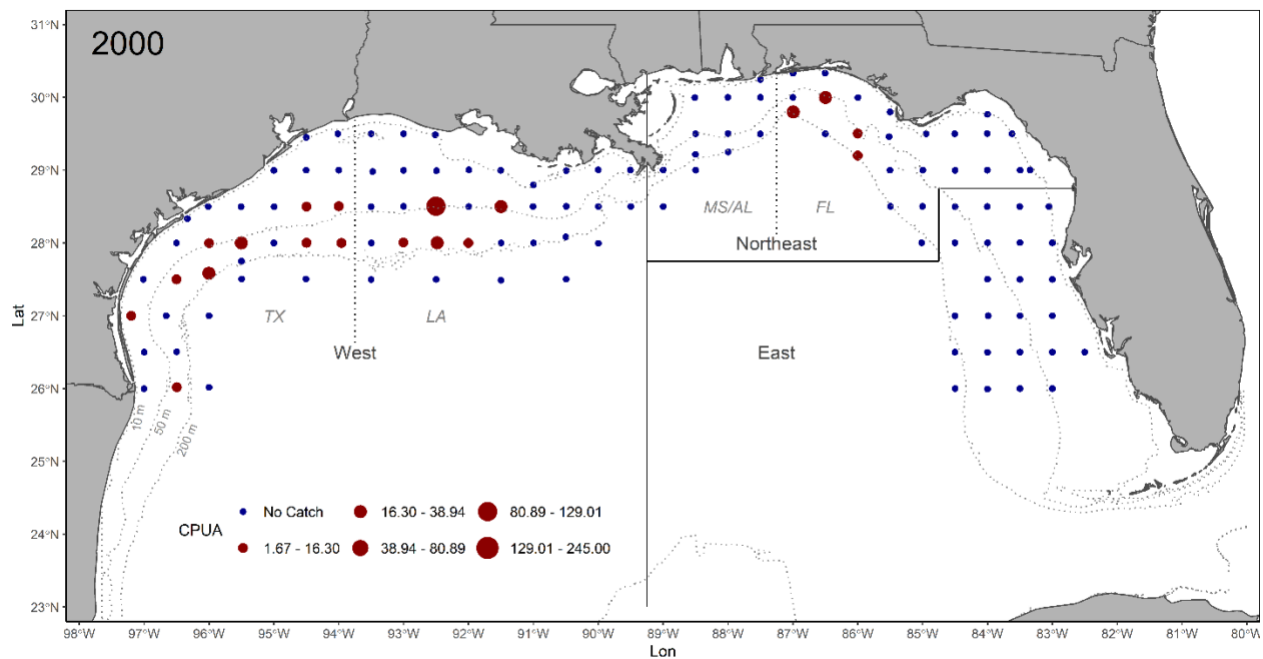 2000
31°N
30°N
29°N
28°N
27°N
26°N
25°N
24°N
23°N
Lat
MS/AL
FL
Northeast
TX
LA
West
East
10 m
50 m
200 m
CPUA
No Catch
16.30 - 38.94
80.89 - 129.01
1.67 - 16.30
38.94 - 80.89
129.01 - 245.00
98°W 97°W 96°W 95°W 94°W 93°W 92°W 91°W 90°W 89°W 88°W 87°W 86°W 85°W 84°W 83°W 82°W 81°W 80°W
Lon